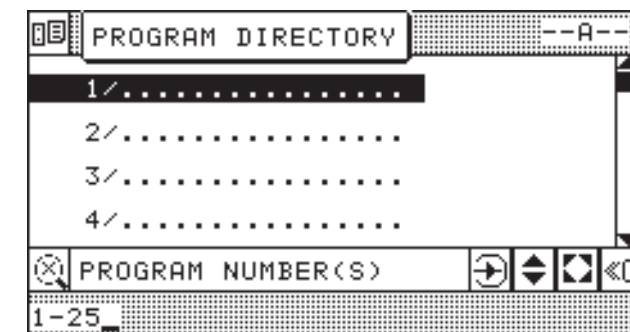 PROGRAM DIRECTORY --A--
1/................
2/................
3/................
4/................
PROGRAM NUMBER(S)
1-25_